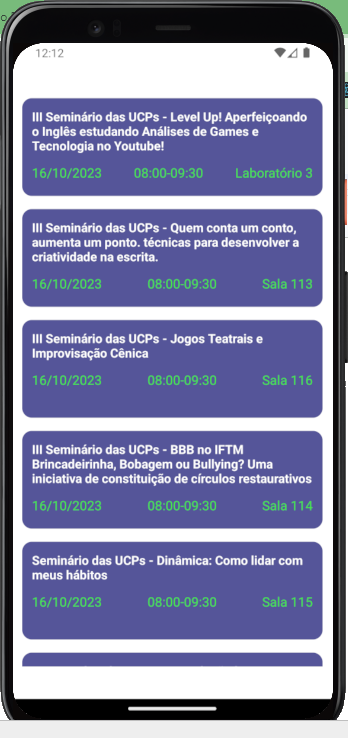 12:12
III Seminário das UCPs - Level Up! Aperfeiçoando
o Inglês estudando Análises de Games e
Tecnologia no Youtube!
16/10/2023 08:00-09:30 Laboratório 3
III Seminário das UCPs - Quem conta um conto,
aumenta um ponto. técnicas para desenvolver a
criatividade na escrita.
16/10/2023 08:00-09:30 Sala 113
III Seminário das UCPs - Jogos Teatrais e
Improvisação Cênica
16/10/2023 08:00-09:30 Sala 116
III Seminário das UCPs - BBB no IFTM
Brincadeirinha, Bobagem ou Bullying? Uma
iniciativa de constituição de círculos restaurativos
16/10/2023 08:00-09:30 Sala 114
Seminário das UCPs - Dinâmica: Como lidar com
meus hábitos
16/10/2023 08:00-09:30 Sala 115